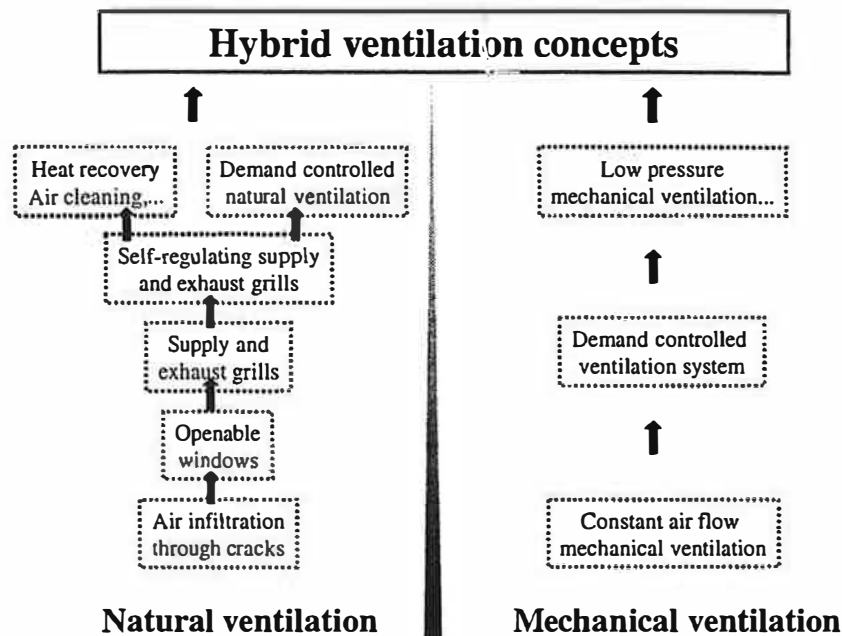 Hybrid ventilation concepts
Heat recovery
Air cleaning,...
Demand controlled
natural ventilation
Self-regulating supply
and exhaust grills
Supply and
exhaust grills
Openable
windows
Air infiltration
through cracks
Natural ventilation
Low pressure
mechanical ventilation...
Demand controlled
ventilation system
Constant air flow
mechanical ventilation
Mechanical ventilation